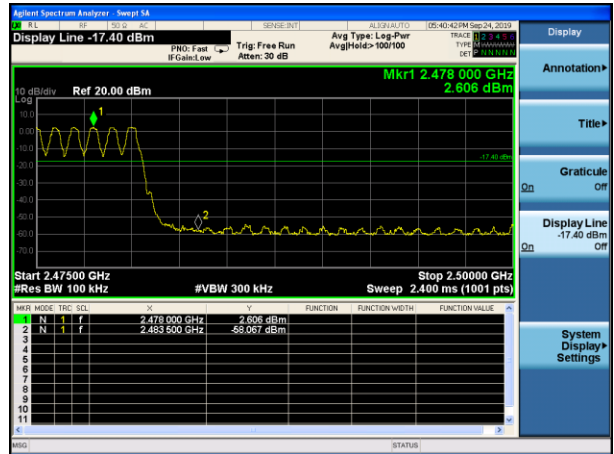 Agilent Spectrum Analyzer - Swept SA
RL RF 50 Ω AC SENSE:INT ALIGN AUTO 05:40:42PM Sep 24, 2019
Display Line -17.40 dBm
PNO: Fast
IFGain:Low
Trig: Free Run
Atten: 30 dB
Avg Type: Log-Pwr
Avg|Hold:>100/100
TRACE 1 2 3 4 5 6
TYPE M WWWWW
DET P N N N N N
Mkr1 2.478 000 GHz
2.606 dBm
10 dB/div Ref 20.00 dBm
Log
10.0
0.00
-10.0
-20.0
-30.0
-40.0
-50.0
-60.0
-70.0
1
2
-17.40 dBm
Start 2.47500 GHz Stop 2.50000 GHz
#Res BW 100 kHz #VBW 300 kHz Sweep 2.400 ms (1001 pts)
MKR MODE TRC SCL X Y FUNCTION FUNCTION WIDTH FUNCTION VALUE
1 N 1 f 2.478 000 GHz 2.606 dBm
2 N 1 f 2.483 500 GHz -58.067 dBm
3
4
5
6
7
8
9
10
11
MSG STATUS
Display
Annotation
Title
Graticule
On Off
Display Line
-17.40 dBm
On Off
System
Display
Settings